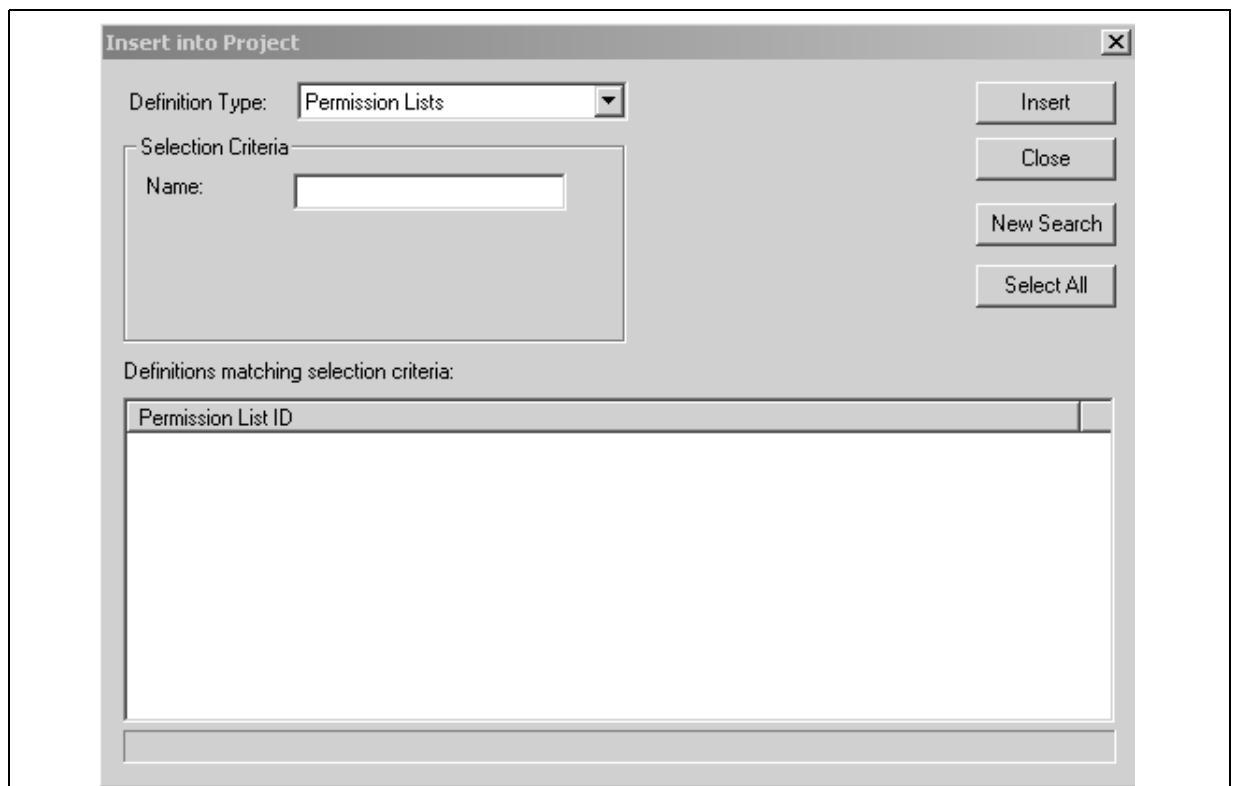 Insert into Project
Definition Type: Permission Lists
Insert
Selection Criteria
Close
Name:
New Search
Select All
Definitions matching selection criteria:
Permission List ID